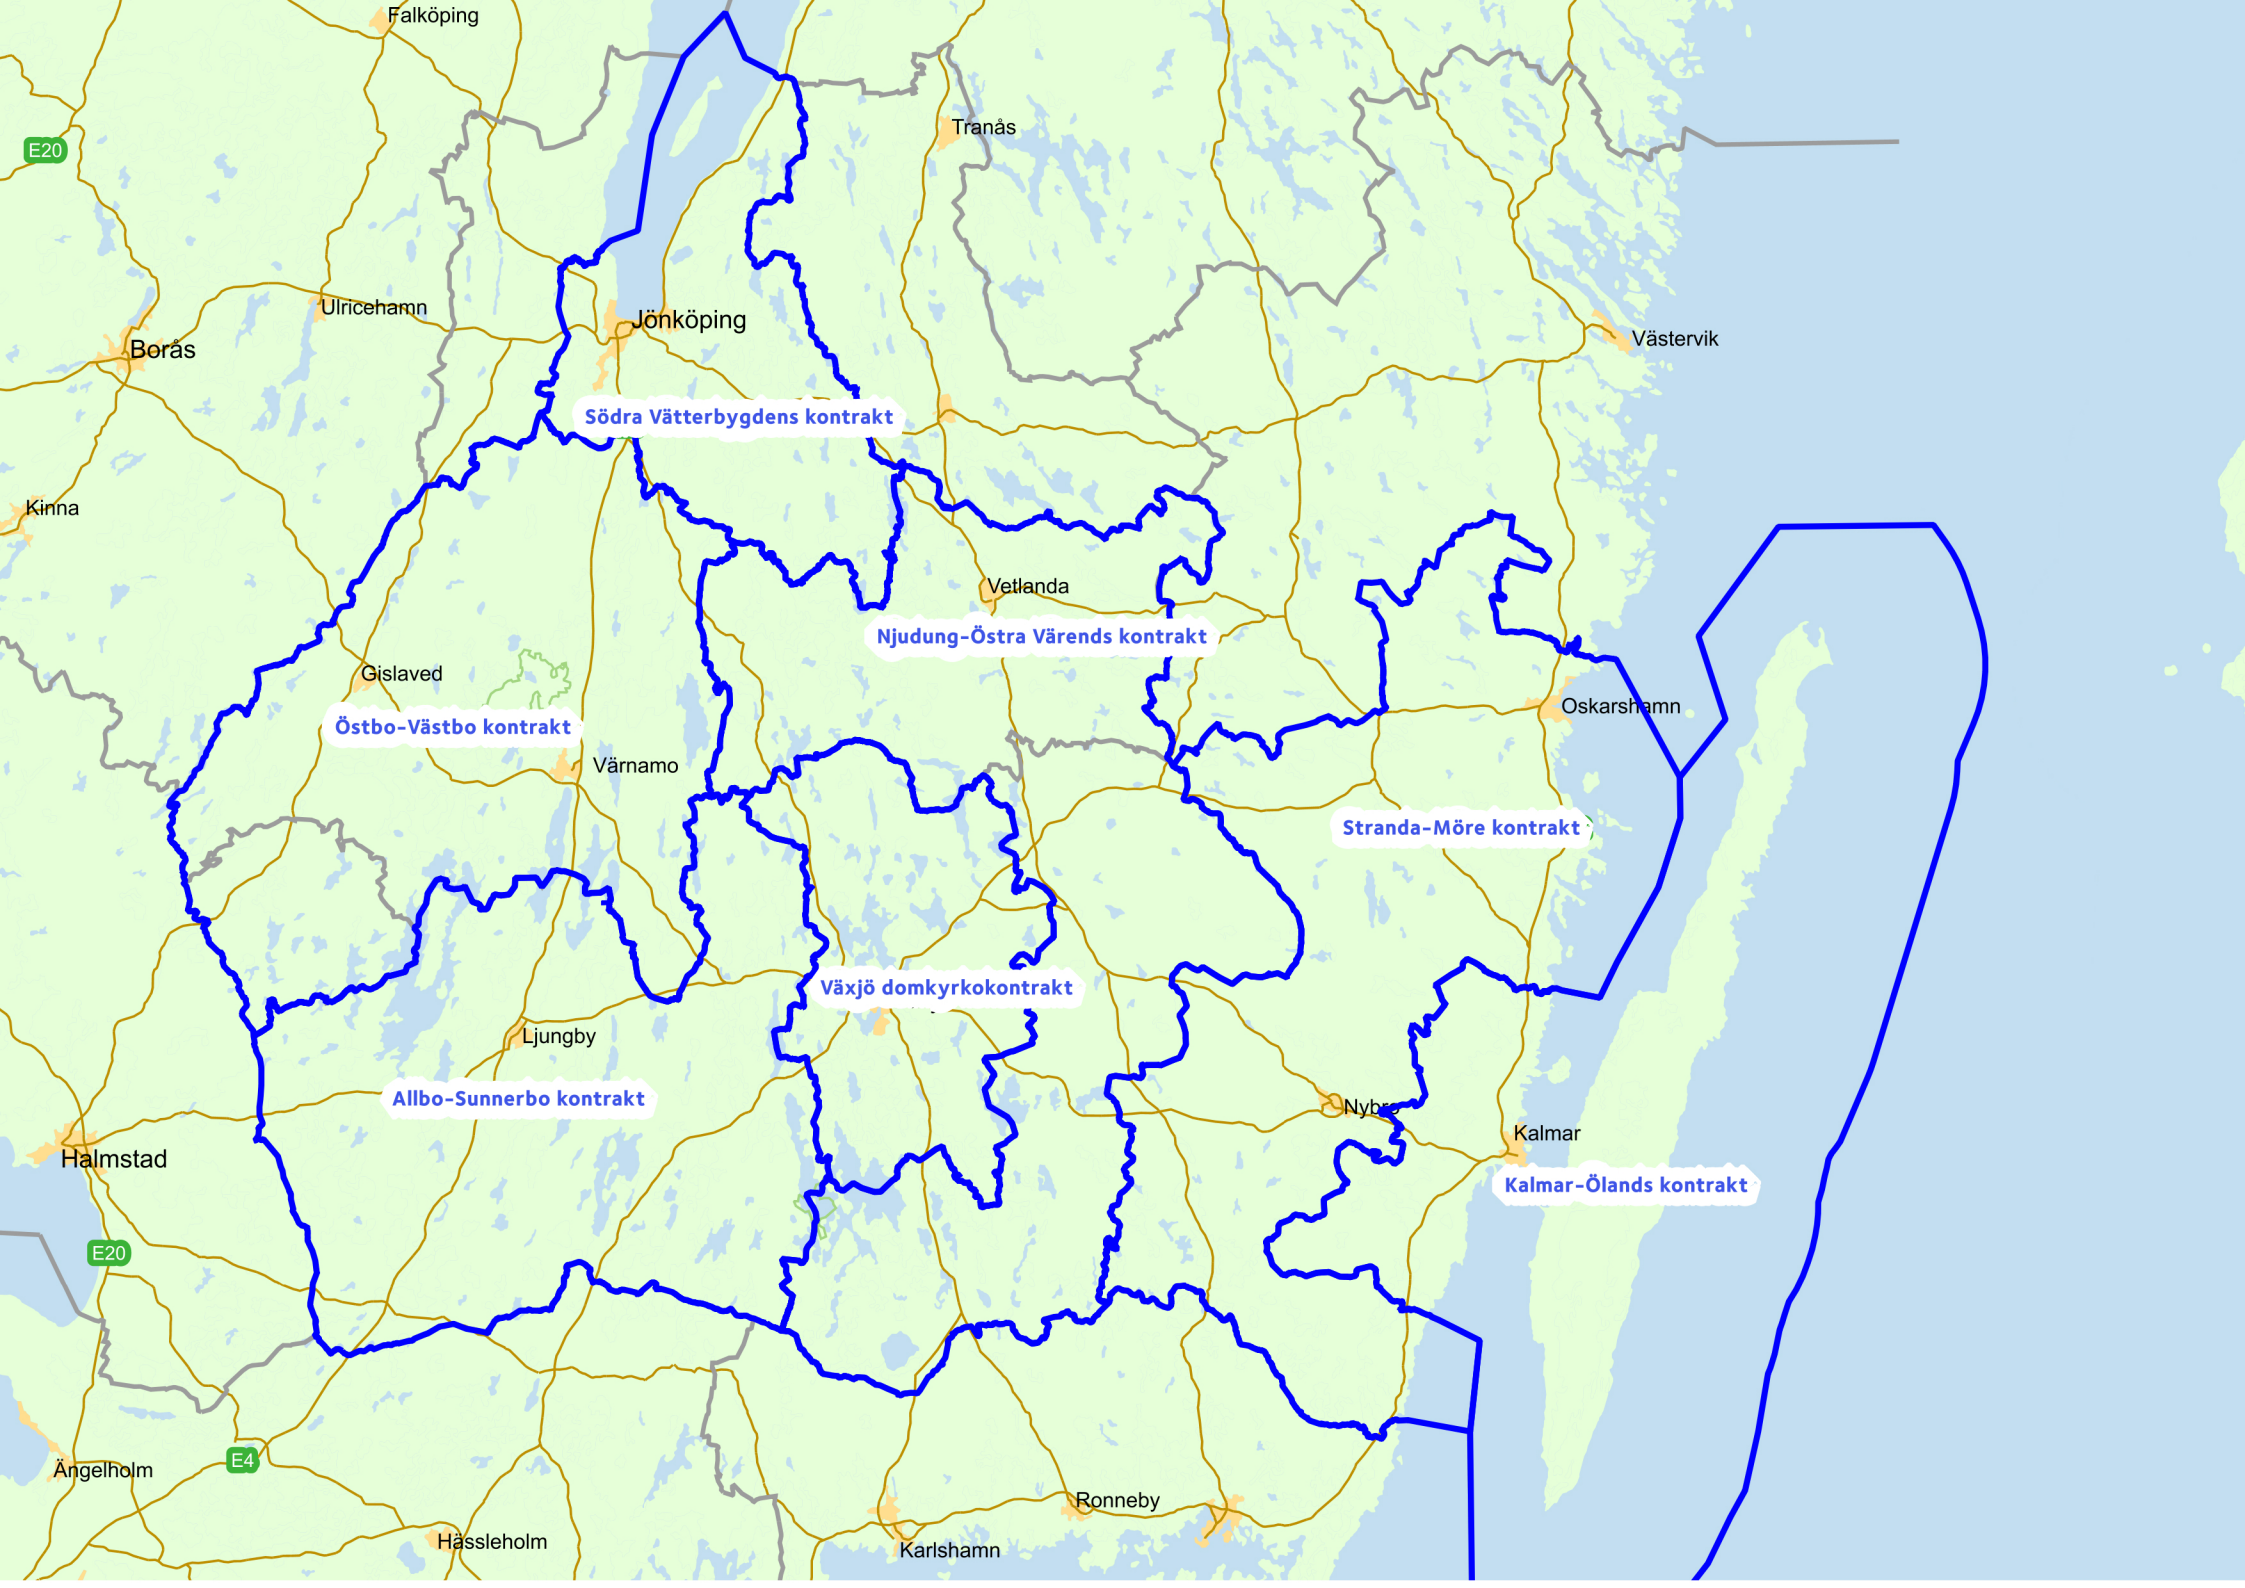 Falköping
Tranås
E20
Ulricehamn
Jönköping
Västervik
Borås
Södra Vätterbygdens kontrakt
Kinna
Vetlanda
Njudung-Östra Värends kontrakt
Gislaved
Oskarshamn
Östbo-Västbo kontrakt
Värnamo
Stranda-Möre kontrakt
Växjö domkyrkokontrakt
Ljungby
Allbo-Sunnerbo kontrakt
Nybro
Kalmar
Halmstad
Kalmar-Ölands kontrakt
E20
E4
Ängelholm
Ronneby
Hässleholm
Karlshamn